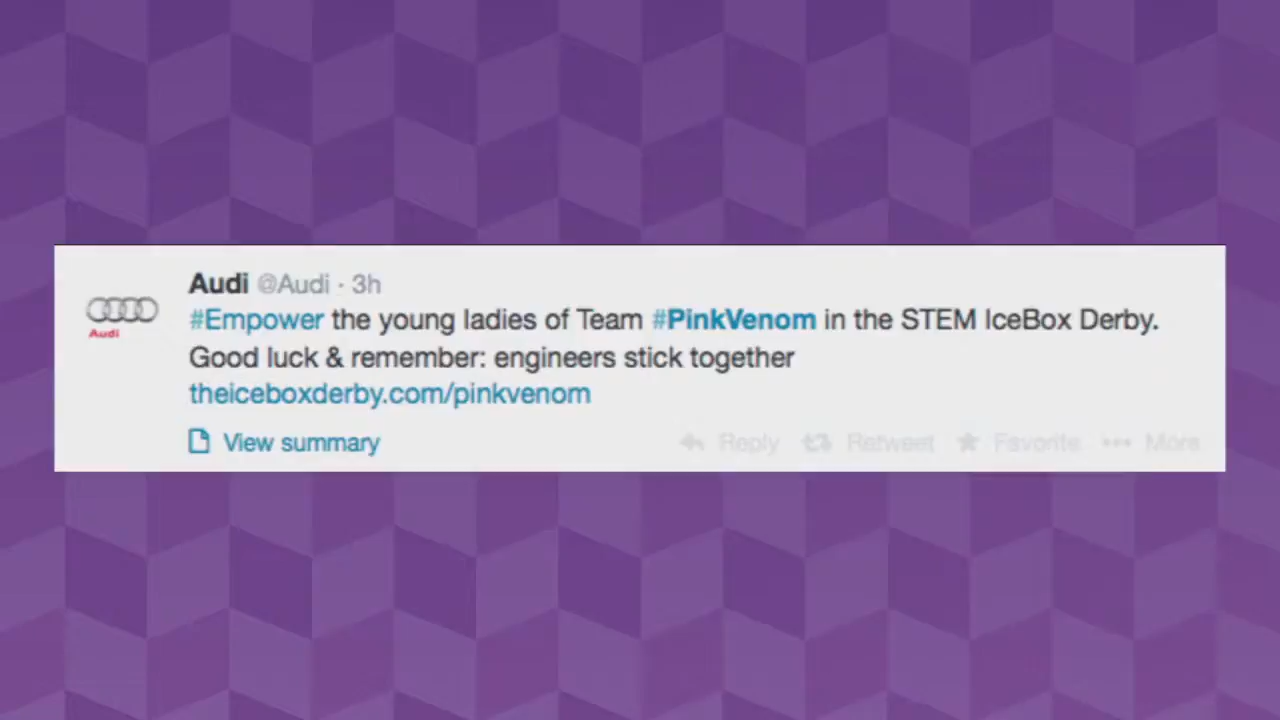 Audi @Audi · 3h
#Empower the young ladies of Team #PinkVenom in the STEM IceBox Derby.
Good luck & remember: engineers stick together
theiceboxderby.com/pinkvenom
View summary Reply Retweet Favorite More
Audi